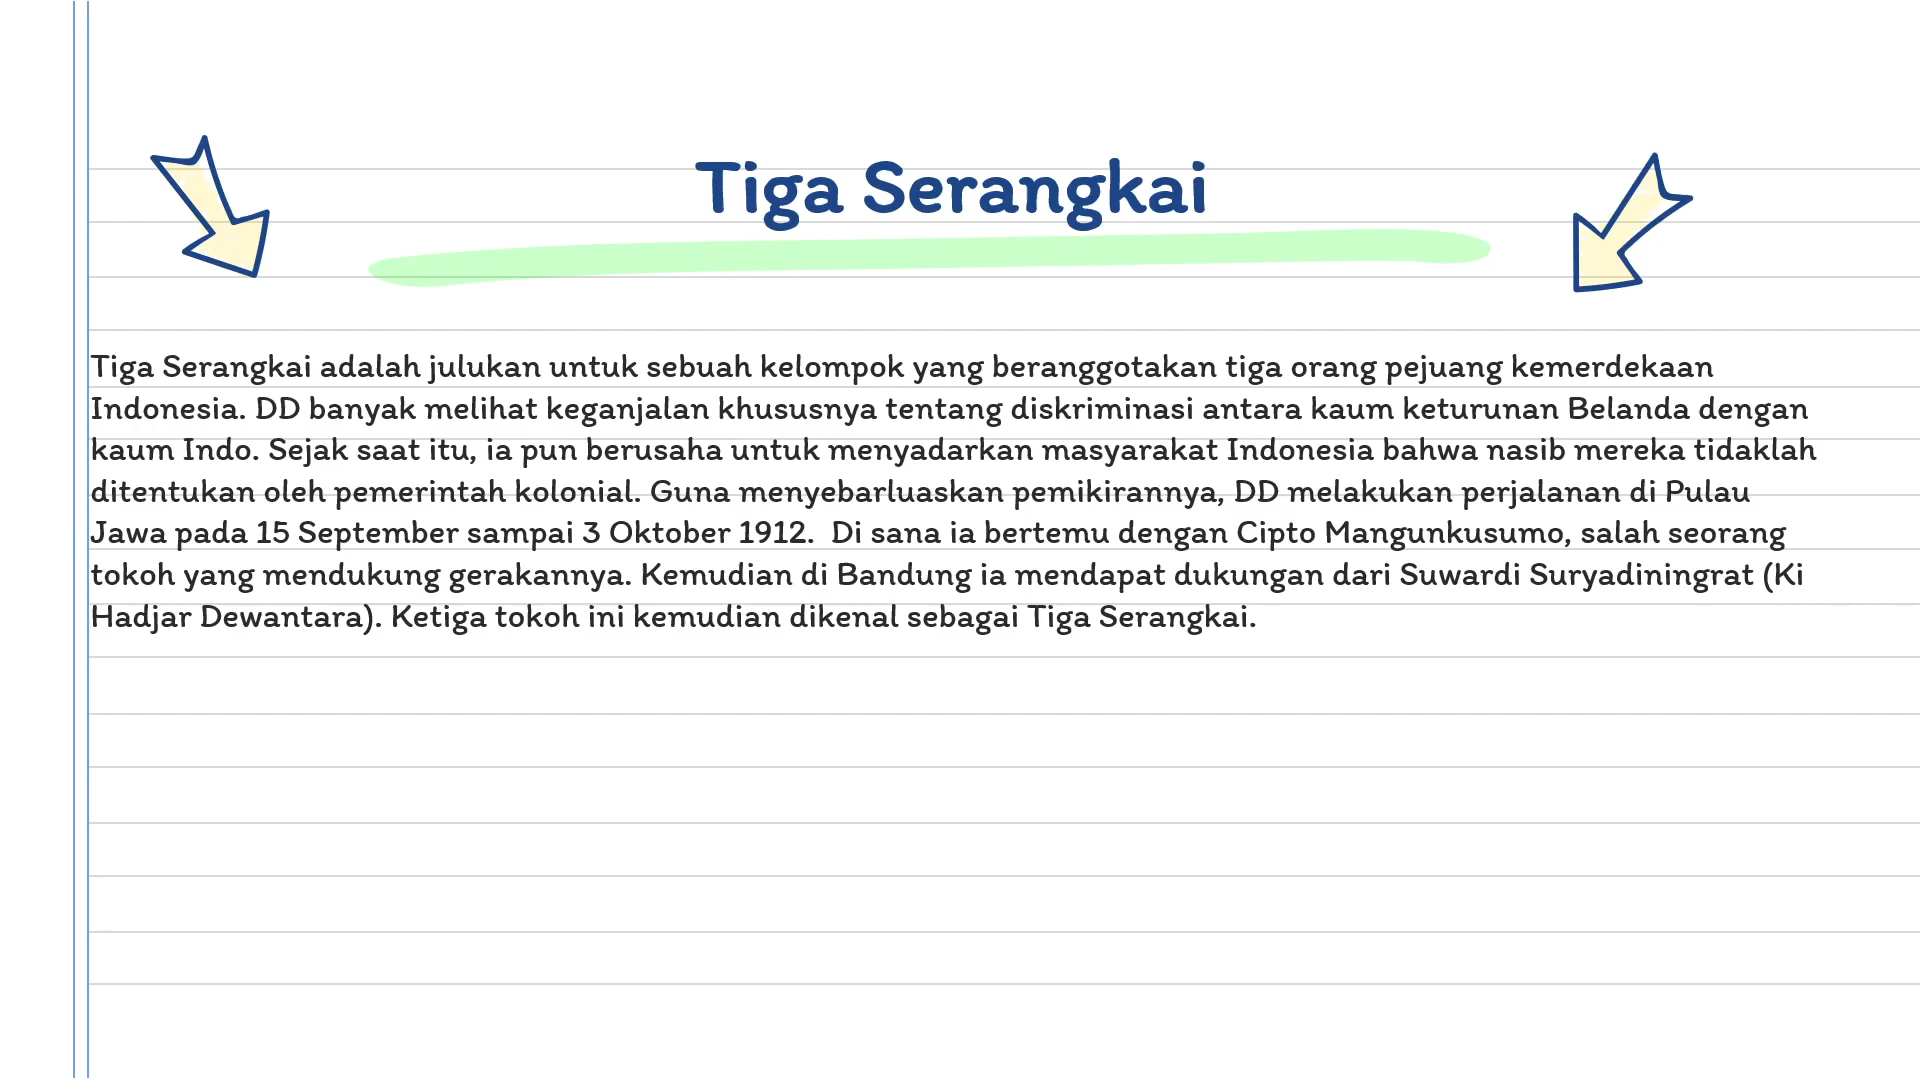 Tiga Serangkai
Tiga Serangkai adalah julukan untuk sebuah kelompok yang beranggotakan tiga orang pejuang kemerdekaan
Indonesia. DD banyak melihat keganjalan khususnya tentang diskriminasi antara kaum keturunan Belanda dengan
kaum Indo. Sejak saat itu, ia pun berusaha untuk menyadarkan masyarakat Indonesia bahwa nasib mereka tidaklah
ditentukan oleh pemerintah kolonial. Guna menyebarluaskan pemikirannya, DD melakukan perjalanan di Pulau
Jawa pada 15 September sampai 3 Oktober 1912.  Di sana ia bertemu dengan Cipto Mangunkusumo, salah seorang
tokoh yang mendukung gerakannya. Kemudian di Bandung ia mendapat dukungan dari Suwardi Suryadiningrat (Ki
Hadjar Dewantara). Ketiga tokoh ini kemudian dikenal sebagai Tiga Serangkai.